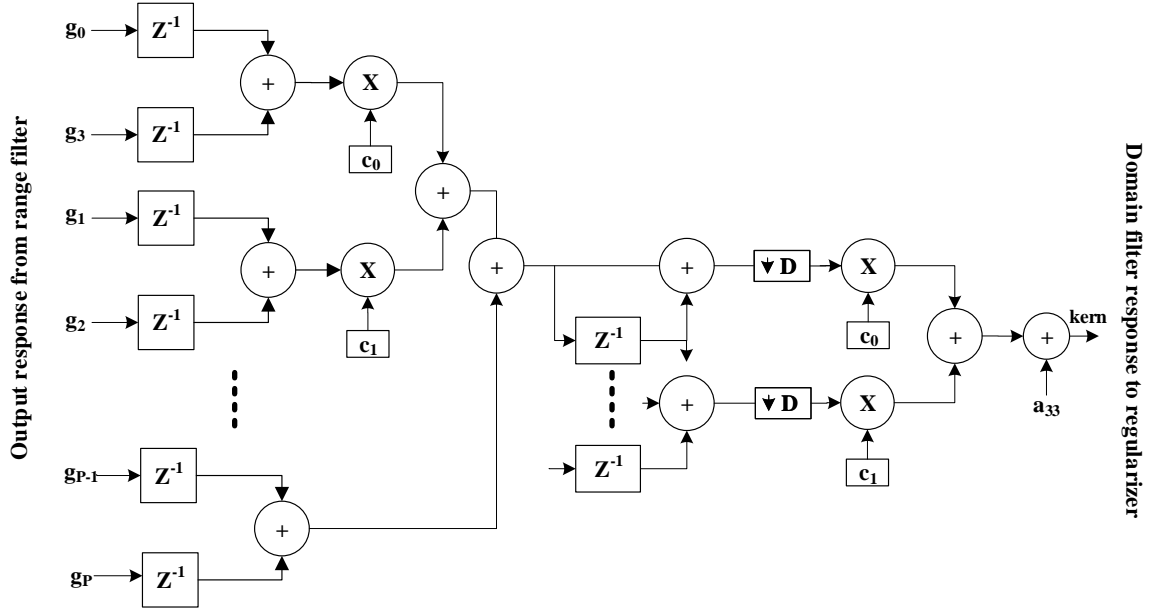 Output response from range filter
g0
Z-1
+
X
g3
Z-1
c0
+
g1
Z-1
+
X
g2
Z-1
c1
+
+
D
X
Z-1
c0
+
+
kern
a33
+
D
X
Z-1
c1
gP-1
Z-1
+
gP
Z-1
Domain filter response to regularizer